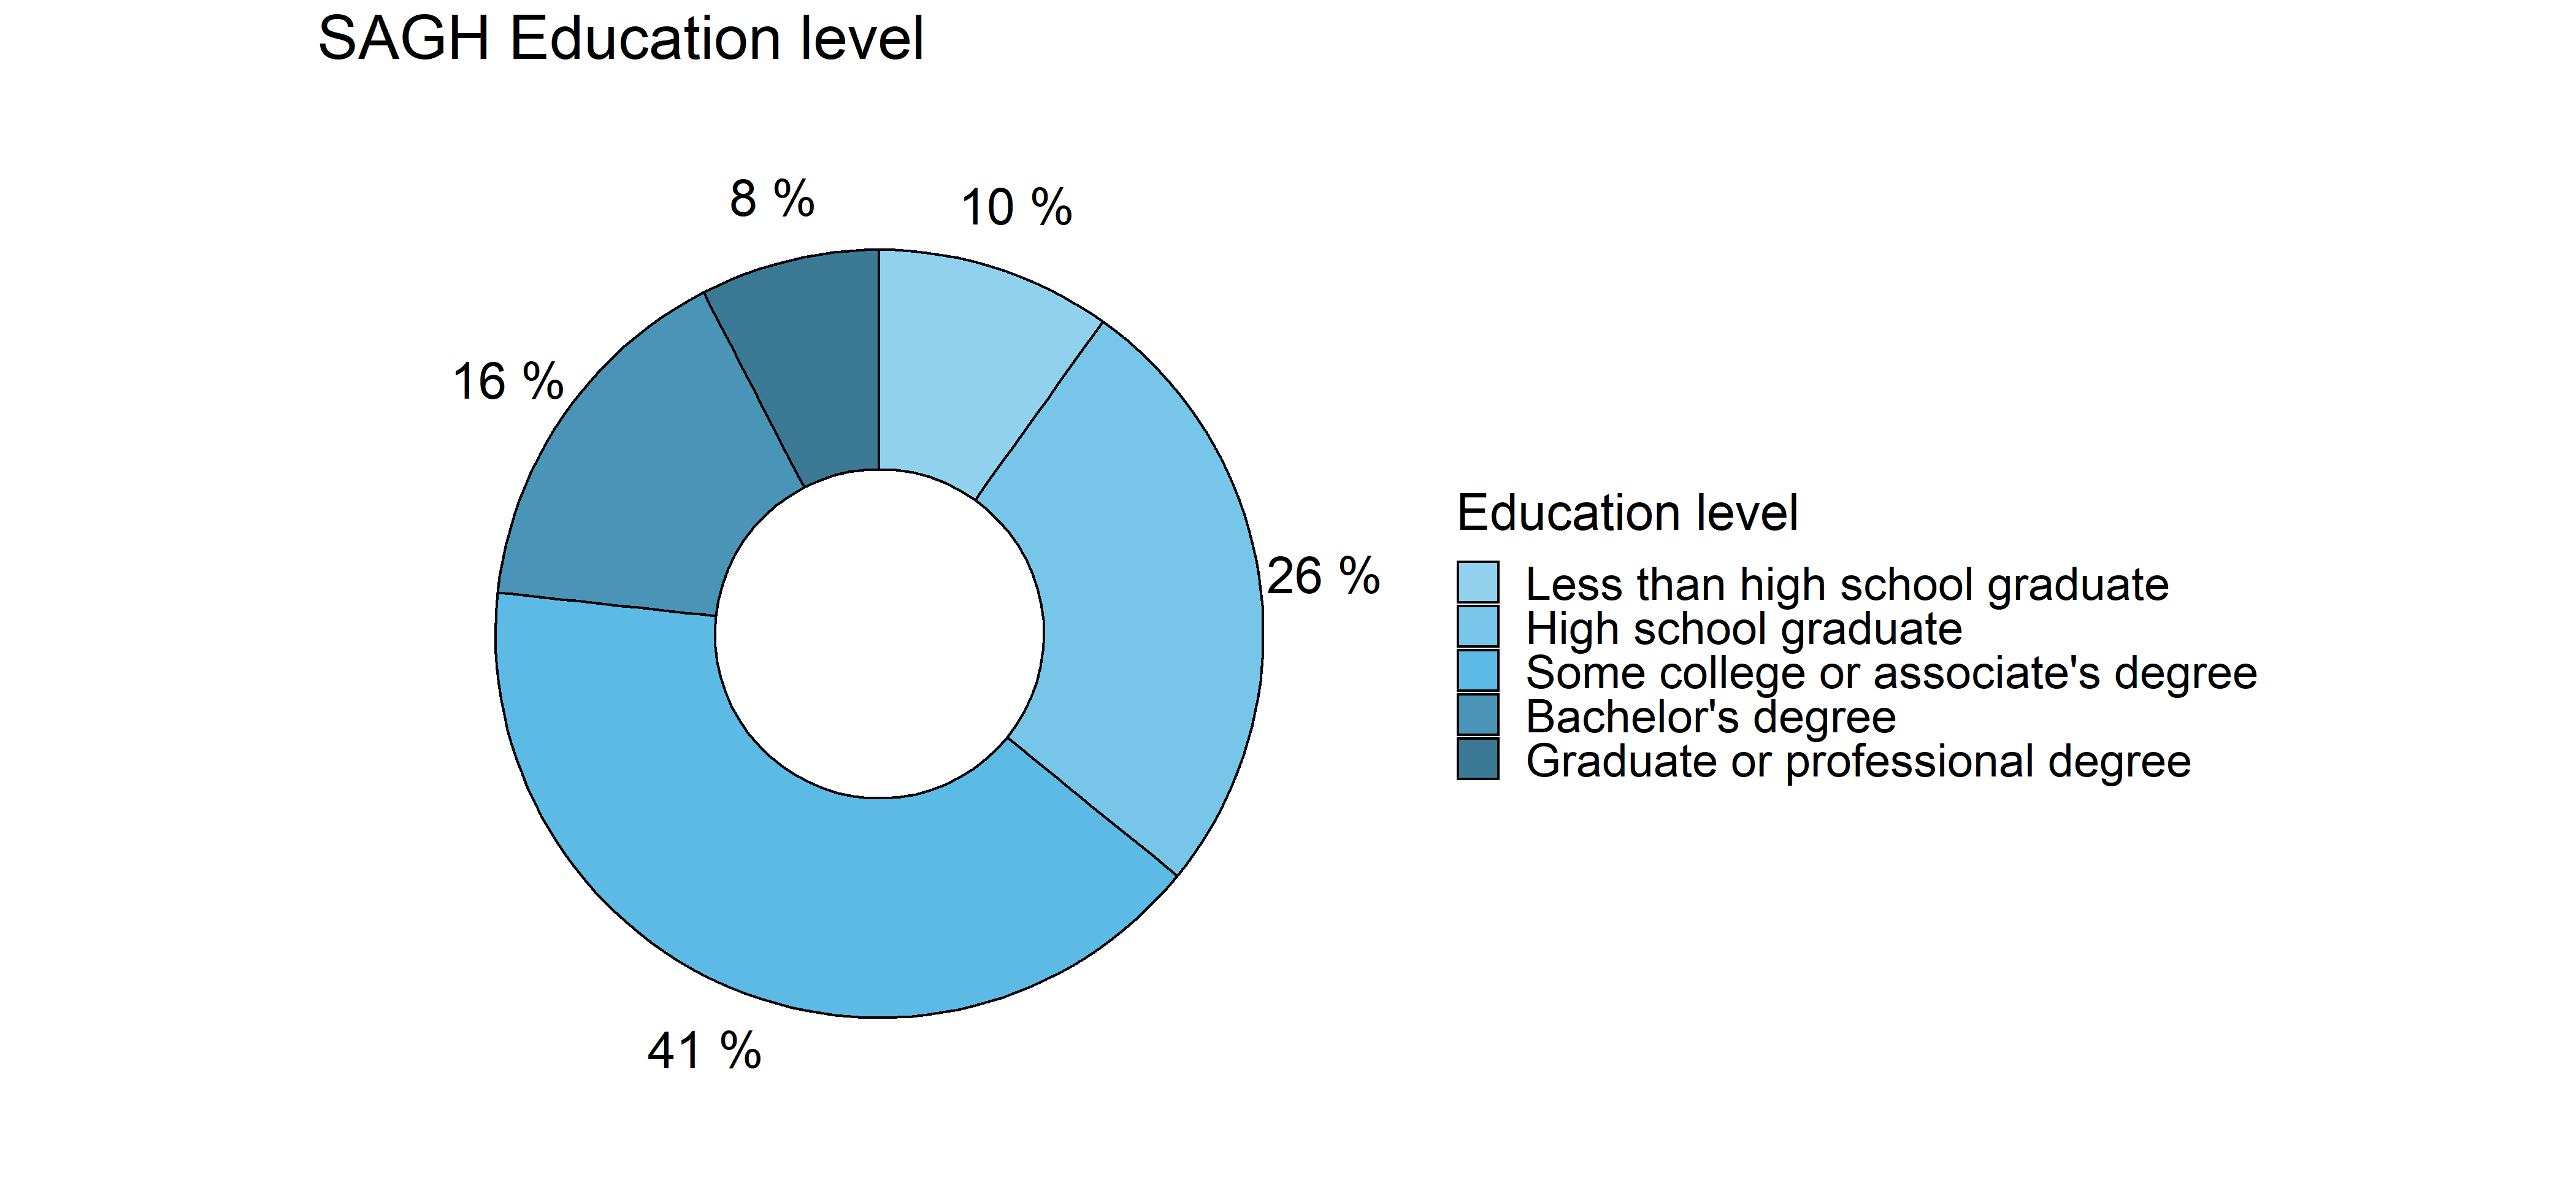 SAGH Education level
8 %
10 %
16 %
26 %
41 %
Education level
Less than high school graduate
High school graduate
Some college or associate's degree
Bachelor's degree
Graduate or professional degree